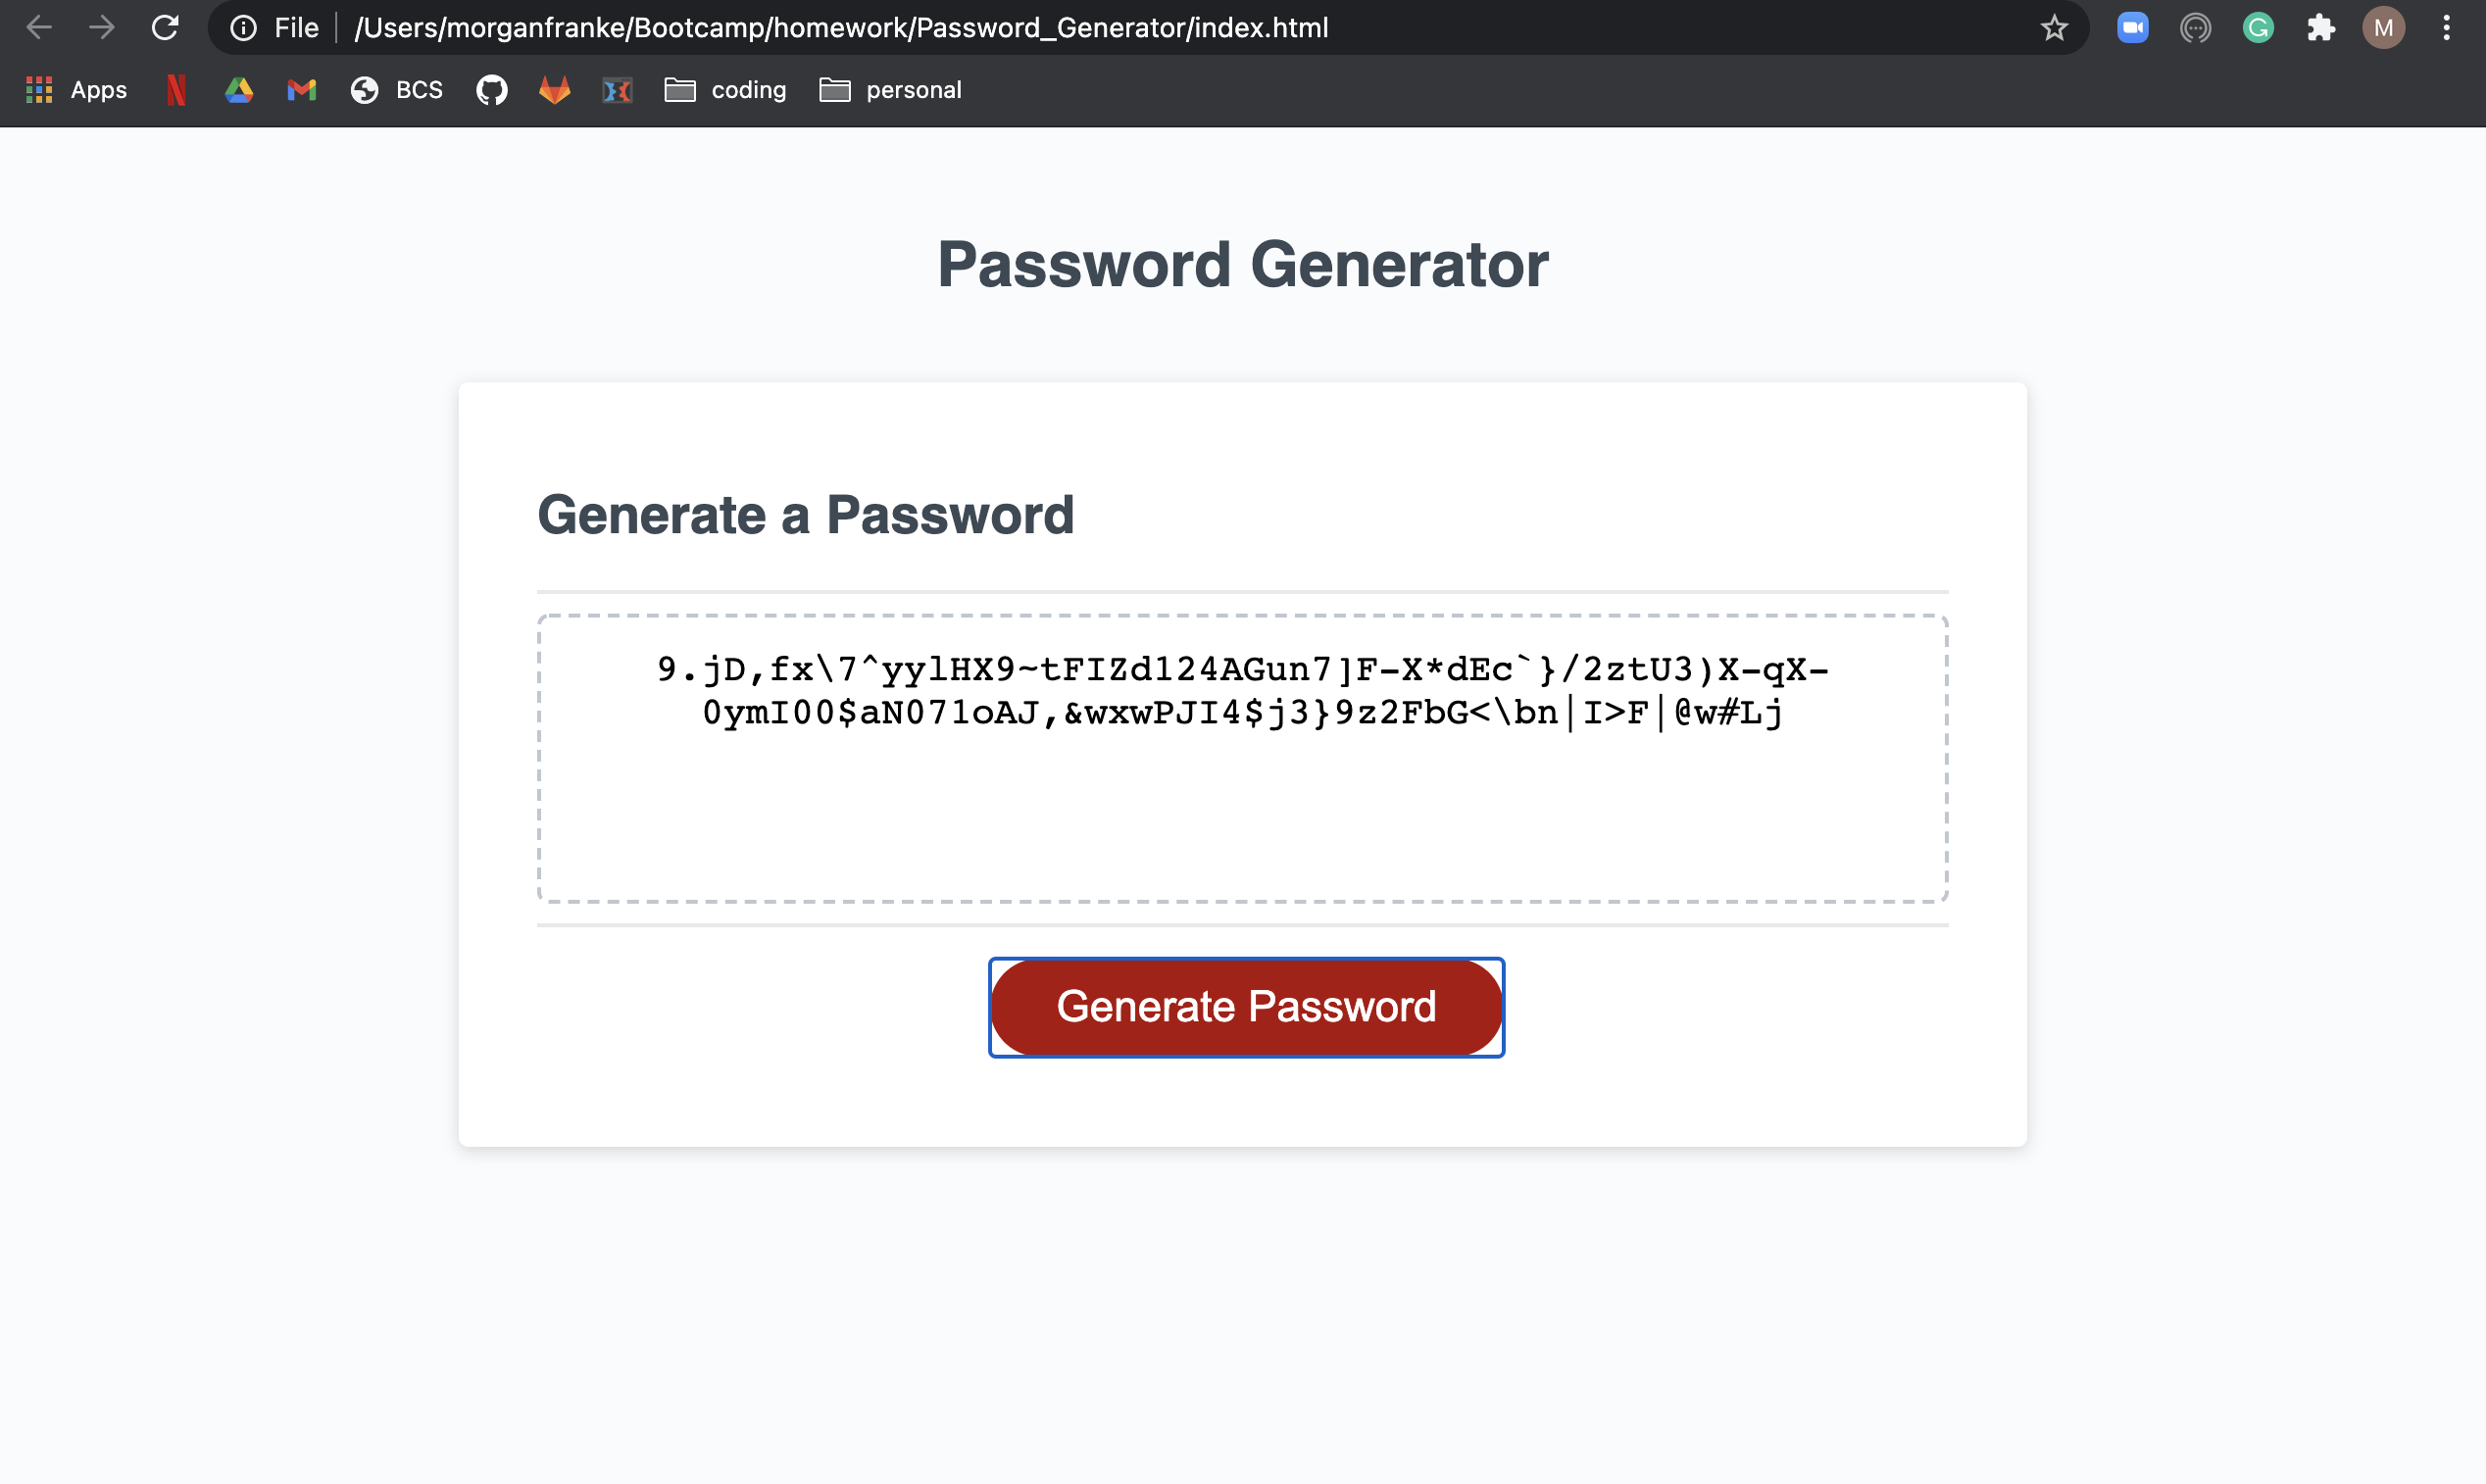 File /Users/morganfranke/Bootcamp/homework/Password_Generator/index.html M
Apps BCS coding personal
Password Generator
Generate a Password
9.jD,fx\7^yylHX9~tFIZd124AGun7]F-X*dEc`}/2ztU3)X-qX-
0ymI00$aN071oAJ,&wxwPJI4$j3}9z2FbG<\bn|I>F|@w#Lj
Generate Password